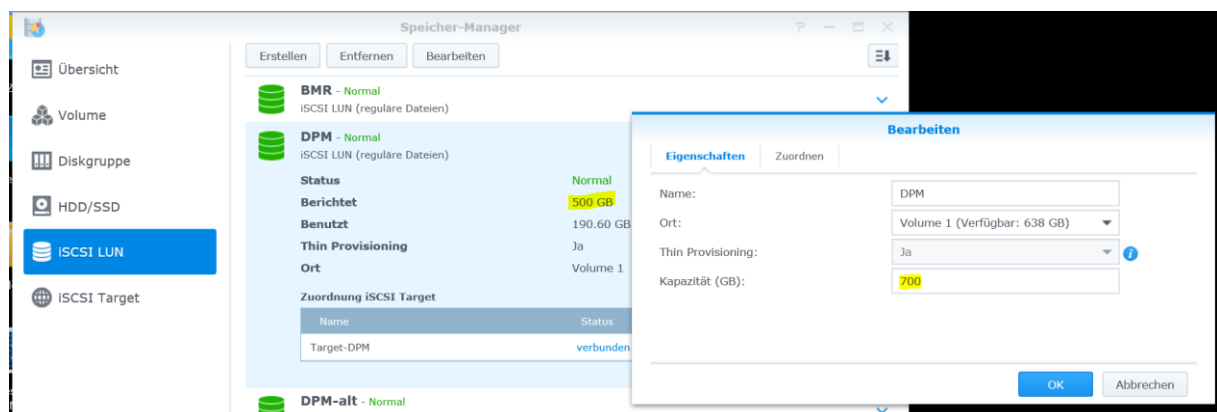 Speicher-Manager
Übersicht
Volume
Diskgruppe
HDD/SSD
iSCSI LUN
iSCSI Target
Erstellen Entfernen Bearbeiten
BMR - Normal
iSCSI LUN (reguläre Dateien)
DPM - Normal
iSCSI LUN (reguläre Dateien)
Status Normal
Berichtet 500 GB
Benutzt 190.60 GB
Thin Provisioning Ja
Ort Volume 1
Zuordnung iSCSI Target
Name Status
Target-DPM verbunden
DPM-alt - Normal
Bearbeiten
Eigenschaften Zuordnen
Name: DPM
Ort: Volume 1 (Verfügbar: 638 GB)
Thin Provisioning: Ja
Kapazität (GB): 700
OK Abbrechen